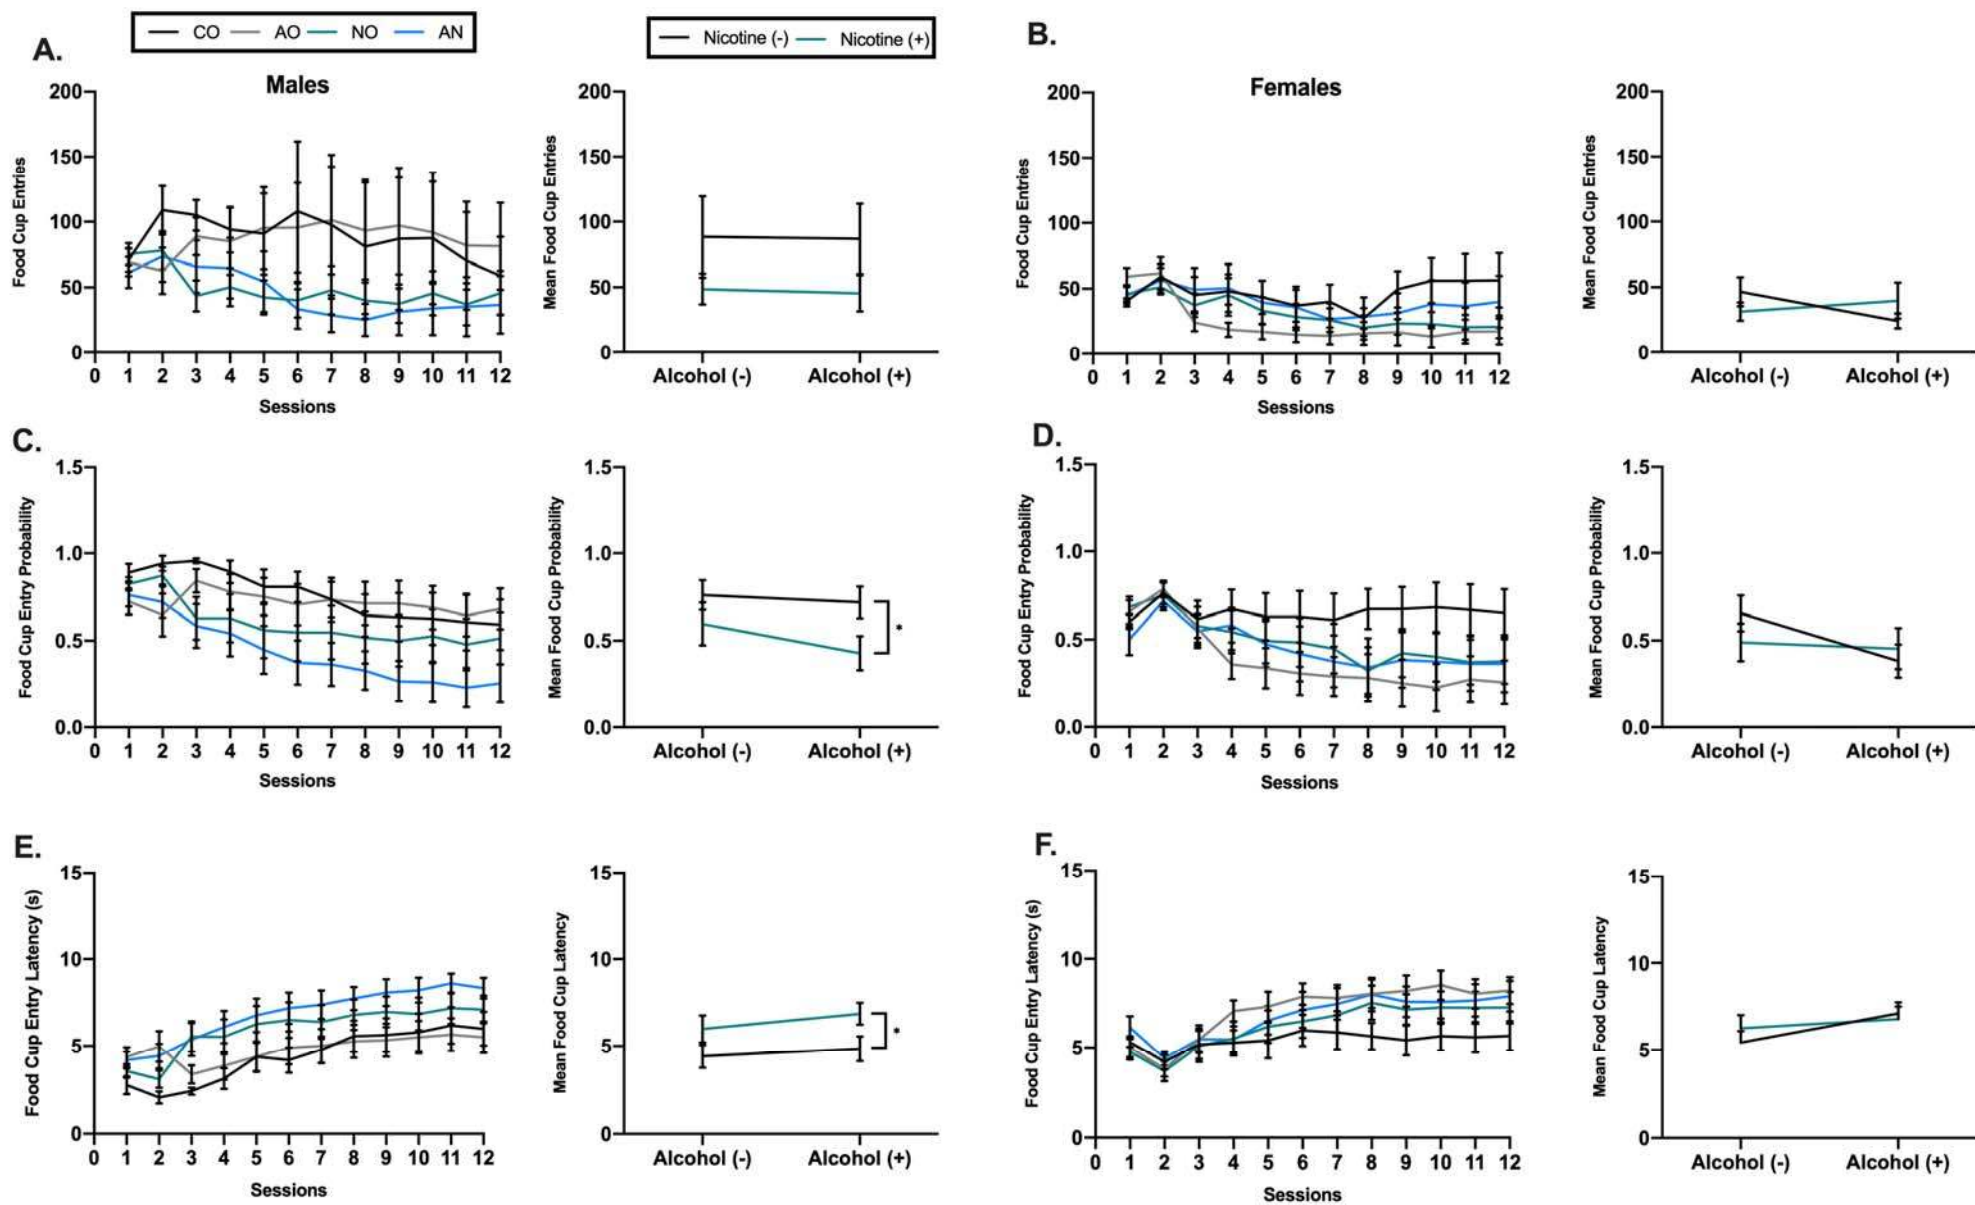 CO AO NO AN
Nicotine (-) Nicotine (+)
A.
Males
Food Cup Entries
200
150
100
50
0
0 1 2 3 4 5 6 7 8 9 10 11 12
Sessions
Mean Food Cup Entries
200
150
100
50
0
Alcohol (-) Alcohol (+)
B.
Females
Food Cup Entries
200
150
100
50
0
0 1 2 3 4 5 6 7 8 9 10 11 12
Sessions
Mean Food Cup Entries
200
150
100
50
0
Alcohol (-) Alcohol (+)
C.
Food Cup Entry Probability
1.5
1.0
0.5
0.0
0 1 2 3 4 5 6 7 8 9 10 11 12
Sessions
Mean Food Cup Probability
1.5
1.0
0.5
0.0
*
Alcohol (-) Alcohol (+)
D.
Food Cup Entry Probability
1.5
1.0
0.5
0.0
0 1 2 3 4 5 6 7 8 9 10 11 12
Sessions
Mean Food Cup Probability
1.5
1.0
0.5
0.0
Alcohol (-) Alcohol (+)
E.
Food Cup Entry Latency (s)
15
10
5
0
0 1 2 3 4 5 6 7 8 9 10 11 12
Sessions
Mean Food Cup Latency
15
10
5
0
*
Alcohol (-) Alcohol (+)
F.
Food Cup Entry Latency (s)
15
10
5
0
0 1 2 3 4 5 6 7 8 9 10 11 12
Sessions
Mean Food Cup Latency
15
10
5
0
Alcohol (-) Alcohol (+)